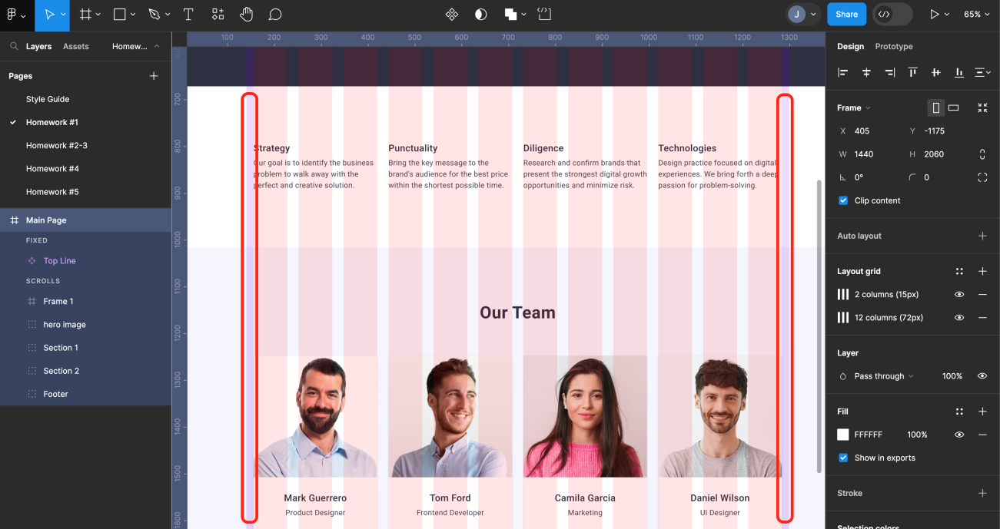 J
Share
65%
Layers
Assets
Homew...
Pages
Style Guide
Homework #1
Homework #2-3
Homework #4
Homework #5
Main Page
FIXED
Top Line
SCROLLS
Frame 1
hero image
Section 1
Section 2
Footer
100 200 300 400 500 600 700 800 900 1000 1100 1200 1300
600
700
800
900
1000
1100
1200
1300
1400
1500
1600
Strategy
Our goal is to identify the business
problem to walk away with the
perfect and creative solution.
Punctuality
Bring the key message to the
brand's audience for the best price
within the shortest possible time.
Diligence
Research and confirm brands that
present the strongest digital growth
opportunities and minimize risk.
Technologies
Design practice focused on digital
experiences. We bring forth a deep
passion for problem-solving.
Our Team
Mark Guerrero
Product Designer
Tom Ford
Frontend Developer
Camila Garcia
Marketing
Daniel Wilson
UI Designer
Design
Prototype
Frame
X 405 Y -1175
W 1440 H 2060
0° 0
Clip content
Auto layout
Layout grid
2 columns (15px)
12 columns (72px)
Layer
Pass through 100%
Fill
FFFFFF 100%
Show in exports
Stroke
Selection colors